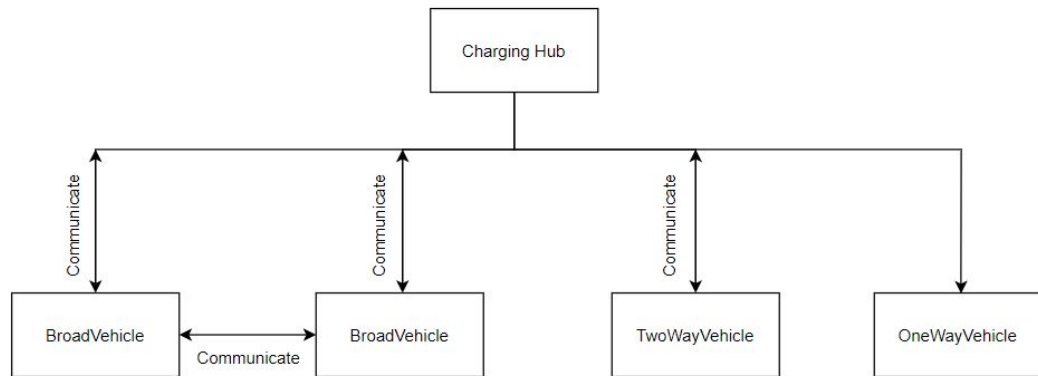 Charging Hub
Communicate
Communicate
Communicate
BroadVehicle
BroadVehicle
TwoWayVehicle
OneWayVehicle
Communicate